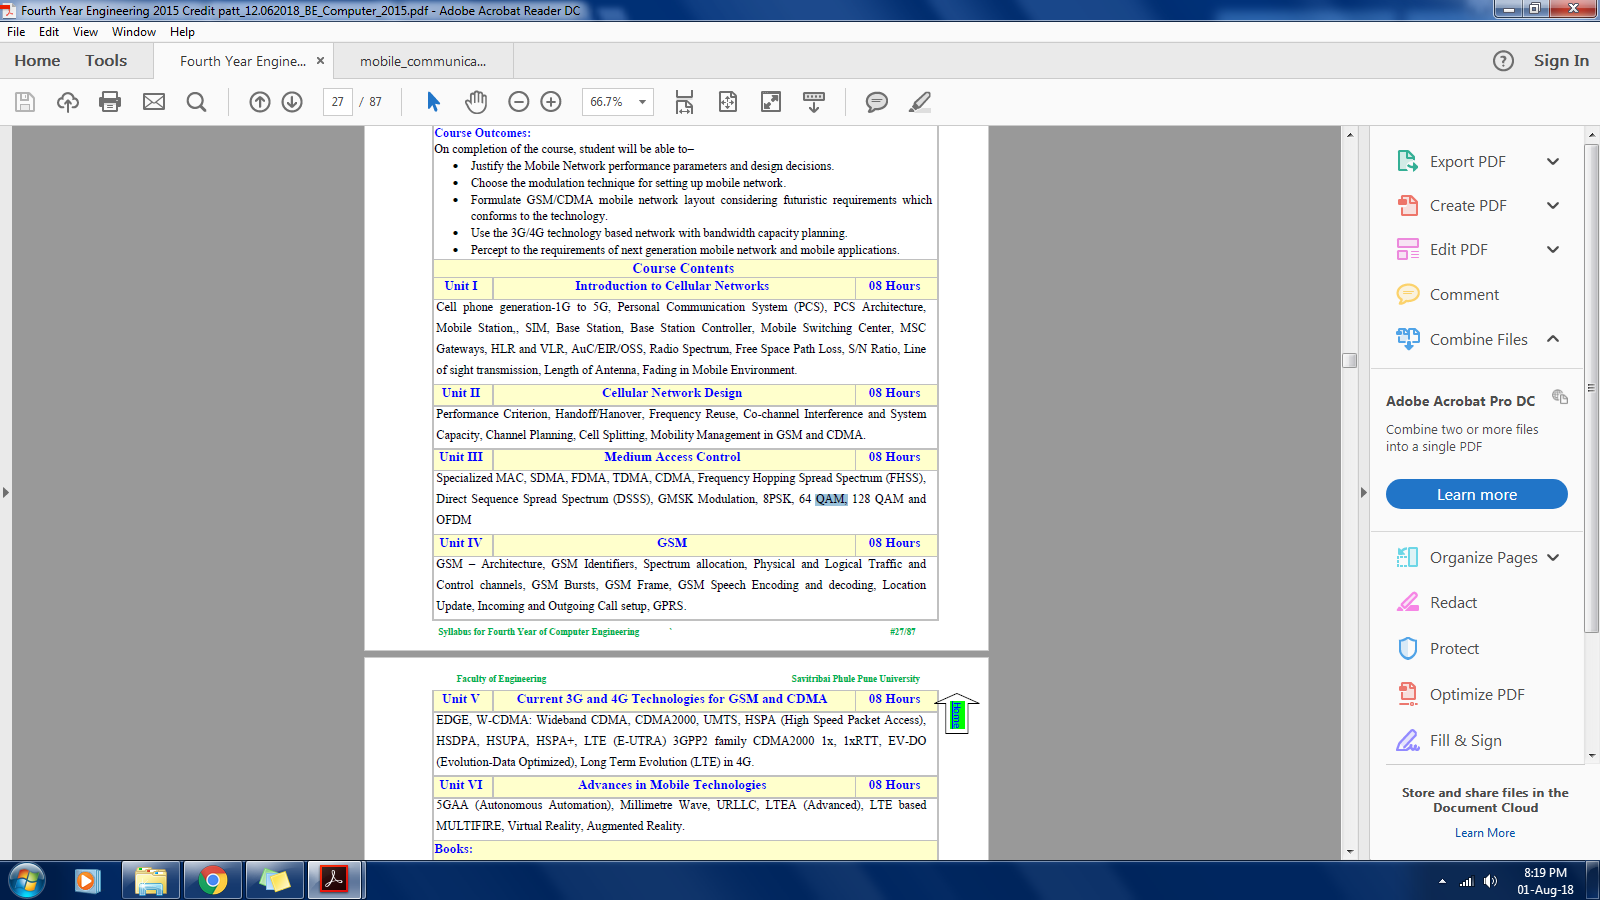 Fourth Year Engineering 2015 Credit patt_12.062018_BE_Computer_2015.pdf - Adobe Acrobat Reader DC
File Edit View Window Help
Home Tools Fourth Year Engine... × mobile_communica... ? Sign In
27 / 87 66.7%
Course Outcomes:
On completion of the course, student will be able to–
• Justify the Mobile Network performance parameters and design decisions.
• Choose the modulation technique for setting up mobile network.
• Formulate GSM/CDMA mobile network layout considering futuristic requirements which
conforms to the technology.
• Use the 3G/4G technology based network with bandwidth capacity planning.
• Percept to the requirements of next generation mobile network and mobile applications.
Course Contents
Unit I Introduction to Cellular Networks 08 Hours
Cell phone generation-1G to 5G, Personal Communication System (PCS), PCS Architecture,
Mobile Station,, SIM, Base Station, Base Station Controller, Mobile Switching Center, MSC
Gateways, HLR and VLR, AuC/EIR/OSS, Radio Spectrum, Free Space Path Loss, S/N Ratio, Line
of sight transmission, Length of Antenna, Fading in Mobile Environment.
Unit II Cellular Network Design 08 Hours
Performance Criterion, Handoff/Hanover, Frequency Reuse, Co-channel Interference and System
Capacity, Channel Planning, Cell Splitting, Mobility Management in GSM and CDMA.
Unit III Medium Access Control 08 Hours
Specialized MAC, SDMA, FDMA, TDMA, CDMA, Frequency Hopping Spread Spectrum (FHSS),
Direct Sequence Spread Spectrum (DSSS), GMSK Modulation, 8PSK, 64 QAM, 128 QAM and
OFDM
Unit IV GSM 08 Hours
GSM – Architecture, GSM Identifiers, Spectrum allocation, Physical and Logical Traffic and
Control channels, GSM Bursts, GSM Frame, GSM Speech Encoding and decoding, Location
Update, Incoming and Outgoing Call setup, GPRS.
Syllabus for Fourth Year of Computer Engineering #27/87
Faculty of Engineering Savitribai Phule Pune University
Unit V Current 3G and 4G Technologies for GSM and CDMA 08 Hours
Home
EDGE, W-CDMA: Wideband CDMA, CDMA2000, UMTS, HSPA (High Speed Packet Access),
HSDPA, HSUPA, HSPA+, LTE (E-UTRA) 3GPP2 family CDMA2000 1x, 1xRTT, EV-DO
(Evolution-Data Optimized), Long Term Evolution (LTE) in 4G.
Unit VI Advances in Mobile Technologies 08 Hours
5GAA (Autonomous Automation), Millimetre Wave, URLLC, LTEA (Advanced), LTE based
MULTIFIRE, Virtual Reality, Augmented Reality.
Books:
Export PDF
Create PDF
Edit PDF
Comment
Combine Files
Adobe Acrobat Pro DC
Combine two or more files
into a single PDF
Learn more
Organize Pages
Redact
Protect
Optimize PDF
Fill & Sign
Store and share files in the
Document Cloud
Learn More
8:19 PM
01-Aug-18